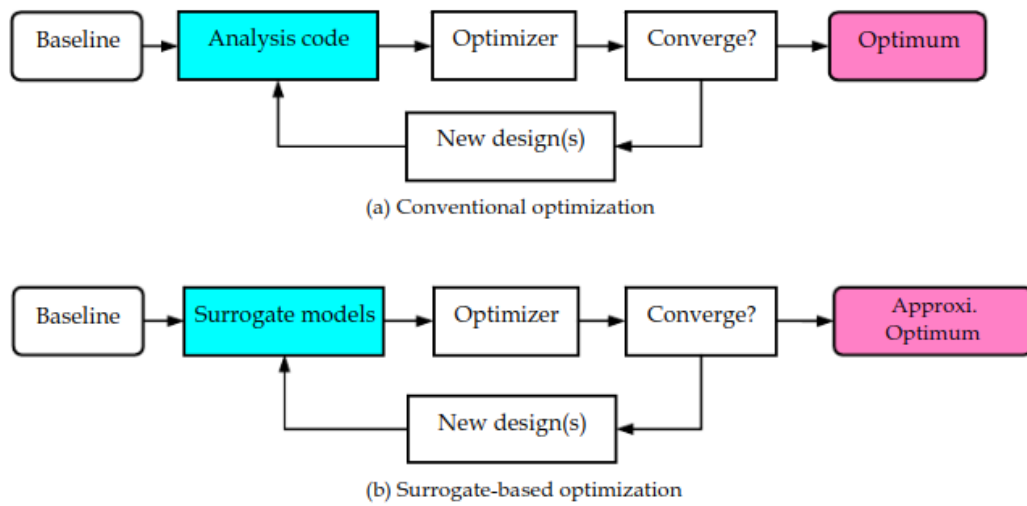 Baseline
Analysis code
Optimizer
Converge?
Optimum
New design(s)
(a) Conventional optimization
Baseline
Surrogate models
Optimizer
Converge?
Approxi.
Optimum
New design(s)
(b) Surrogate-based optimization